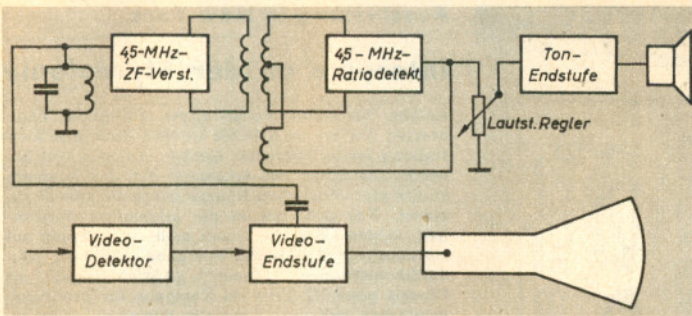 4,5-MHz-
ZF-Verst.
4,5-MHz-
Ratiodetekt.
Ton-
Endstufe
Lautst. Regler
Video-
Detektor
Video-
Endstufe